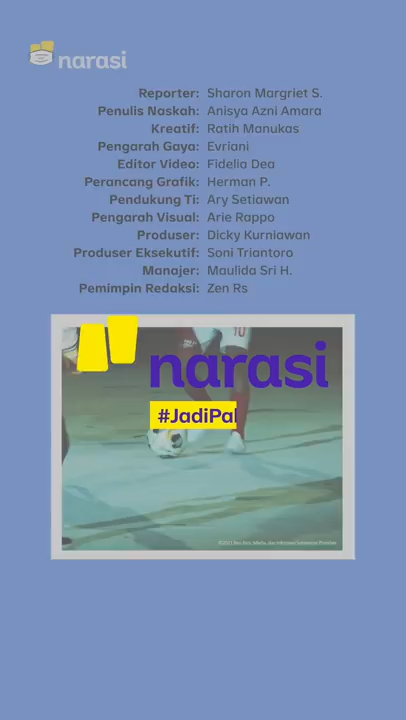 narasi
Reporter: Sharon Margriet S.
Penulis Naskah: Anisya Azni Amara
Kreatif: Ratih Manukas
Pengarah Gaya: Evriani
Editor Video: Fidelia Dea
Perancang Grafik: Herman P.
Pendukung Ti: Ary Setiawan
Pengarah Visual: Arie Rappo
Produser: Dicky Kurniawan
Produser Eksekutif: Soni Triantoro
Manajer: Maulida Sri H.
Pemimpin Redaksi: Zen Rs
10
narasi
#JadiPal